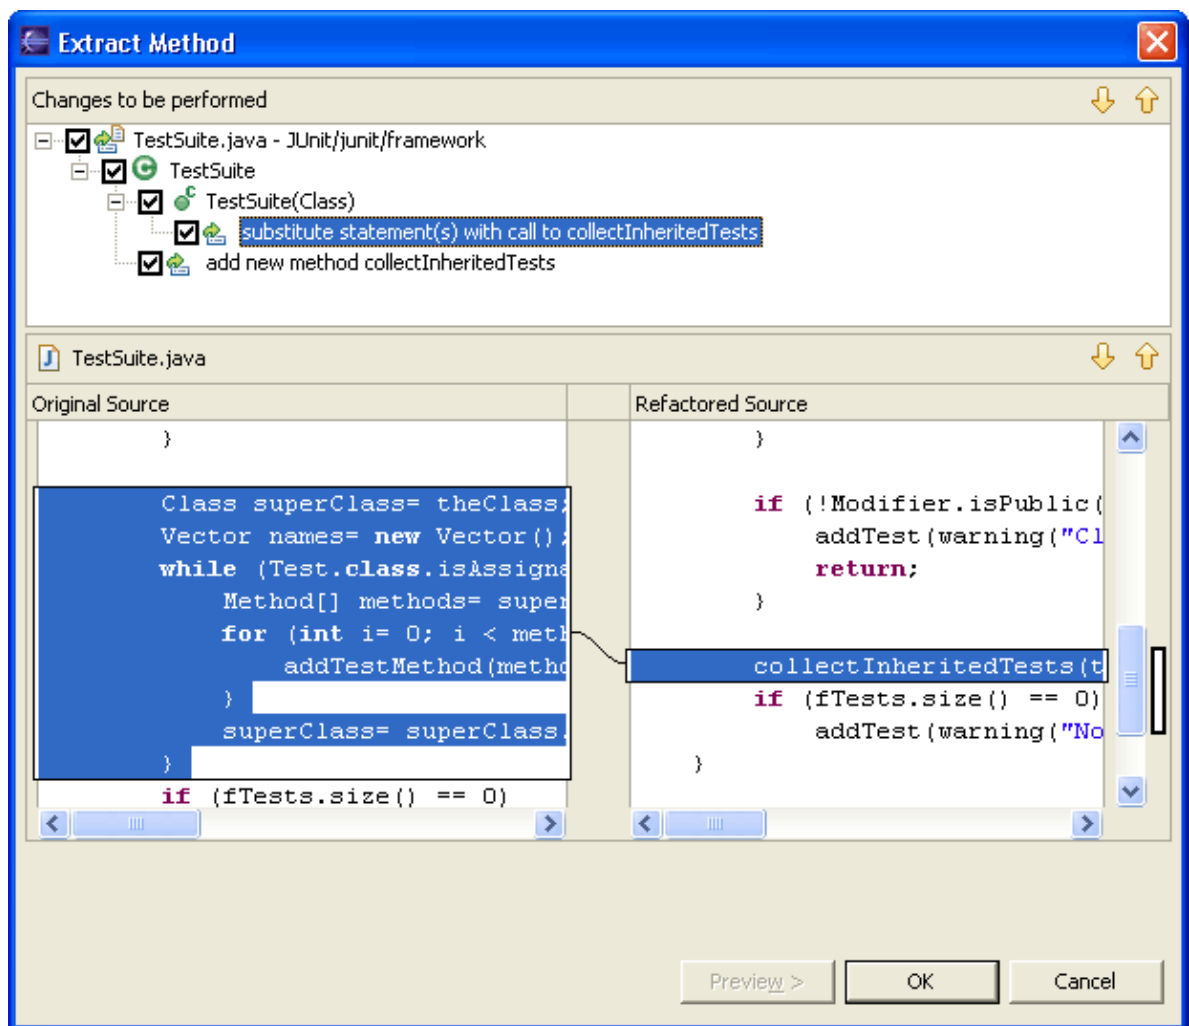 Extract Method
Changes to be performed
TestSuite.java - JUnit/junit/framework
TestSuite
TestSuite(Class)
substitute statement(s) with call to collectInheritedTests
add new method collectInheritedTests
TestSuite.java
Original Source
}
Class superClass= theClass;
Vector names= new Vector();
while (Test.class.isAssigna
Method[] methods= super
for (int i= 0; i < meth
addTestMethod(metho
}
superClass= superClass.
}
if (fTests.size() == 0)
Refactored Source
}
if (!Modifier.isPublic(
addTest(warning("Cl
return;
}
collectInheritedTests(t
if (fTests.size() == 0)
addTest(warning("No
}
Preview >
OK
Cancel